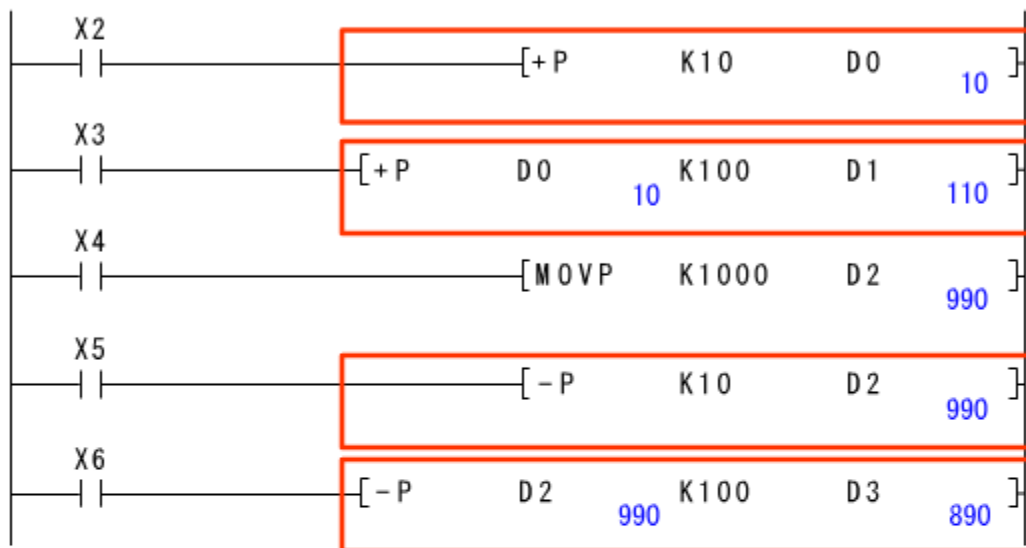 X2
[+P K10 D0 10 ]
X3
[+P D0 10 K100 D1 110 ]
X4
[MOVP K1000 D2 990 ]
X5
[-P K10 D2 990 ]
X6
[-P D2 990 K100 D3 890 ]